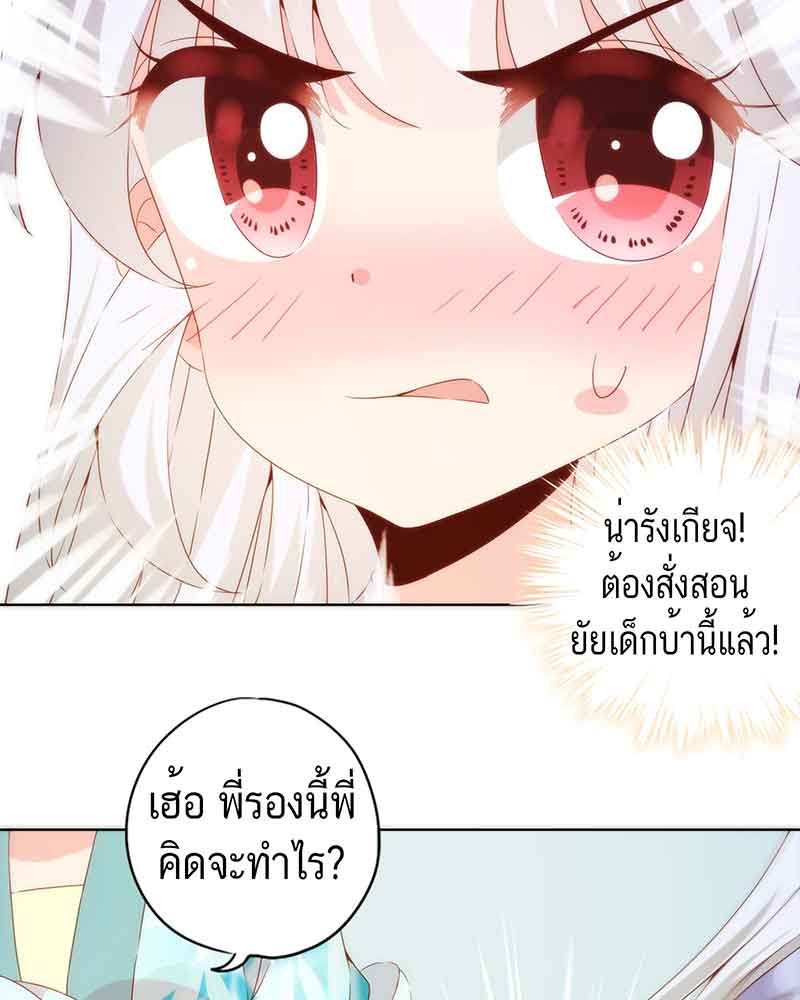 น่ารังเกียจ!
ต้องสั่งสอน
ยัยเด็กบ้านี้แล้ว!
เฮ้อ พี่รองนี้พี่
คิดจะทำไร?